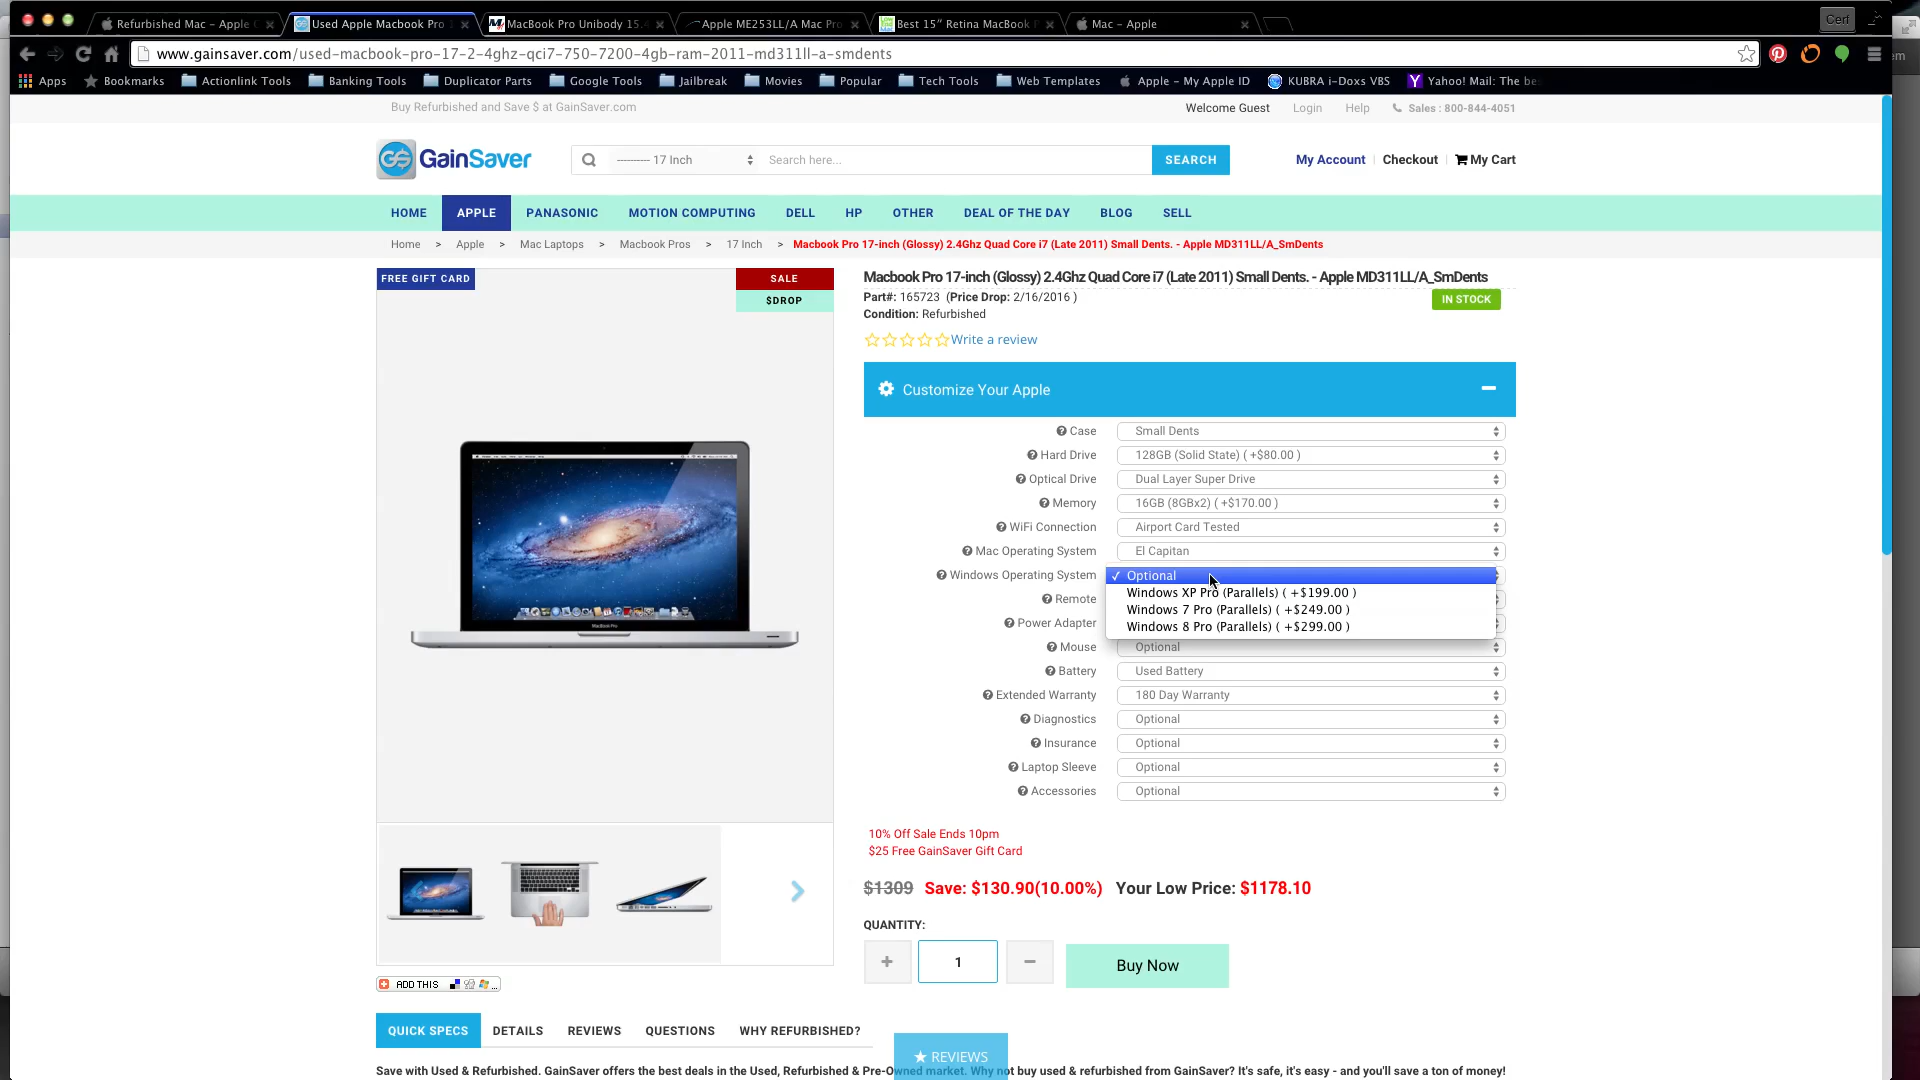 Refurbished Mac – Apple
Used Apple Macbook Pro
MacBook Pro Unibody 15.
Apple ME253LL/A Mac Pro
Best 15" Retina MacBook
Mac – Apple
Cerf
www.gainsaver.com/used-macbook-pro-17-2-4ghz-qci7-750-7200-4gb-ram-2011-md311ll-a-smdents
Apps
Bookmarks
Actionlink Tools
Banking Tools
Duplicator Parts
Google Tools
Jailbreak
Movies
Popular
Tech Tools
Web Templates
Apple – My Apple ID
KUBRA i-Doxs VBS
Yahoo! Mail: The be
Buy Refurbished and Save $ at GainSaver.com
Welcome Guest
Login
Help
Sales : 800-844-4051
GainSaver
---------- 17 Inch
Search here...
SEARCH
My Account
Checkout
My Cart
HOME
APPLE
PANASONIC
MOTION COMPUTING
DELL
HP
OTHER
DEAL OF THE DAY
BLOG
SELL
Home > Apple > Mac Laptops > Macbook Pros > 17 Inch > Macbook Pro 17-inch (Glossy) 2.4Ghz Quad Core i7 (Late 2011) Small Dents. - Apple MD311LL/A_SmDents
FREE GIFT CARD
SALE
$DROP
Macbook Pro 17-inch (Glossy) 2.4Ghz Quad Core i7 (Late 2011) Small Dents. - Apple MD311LL/A_SmDents
Part#: 165723 (Price Drop: 2/16/2016 )
IN STOCK
Condition: Refurbished
Write a review
Customize Your Apple
Case Small Dents
Hard Drive 128GB (Solid State) ( +$80.00 )
Optical Drive Dual Layer Super Drive
Memory 16GB (8GBx2) ( +$170.00 )
WiFi Connection Airport Card Tested
Mac Operating System El Capitan
Windows Operating System ✓ Optional
Windows XP Pro (Parallels) ( +$199.00 )
Remote
Windows 7 Pro (Parallels) ( +$249.00 )
Power Adapter
Windows 8 Pro (Parallels) ( +$299.00 )
Mouse Optional
Battery Used Battery
Extended Warranty 180 Day Warranty
Diagnostics Optional
Insurance Optional
Laptop Sleeve Optional
Accessories Optional
10% Off Sale Ends 10pm
$25 Free GainSaver Gift Card
$1309 Save: $130.90(10.00%) Your Low Price: $1178.10
QUANTITY:
+ 1 − Buy Now
ADD THIS
QUICK SPECS
DETAILS
REVIEWS
QUESTIONS
WHY REFURBISHED?
★ REVIEWS
Save with Used & Refurbished. GainSaver offers the best deals in the Used, Refurbished & Pre-Owned market. Why not buy used & refurbished from GainSaver? It's safe, it's easy - and you'll save a ton of money!